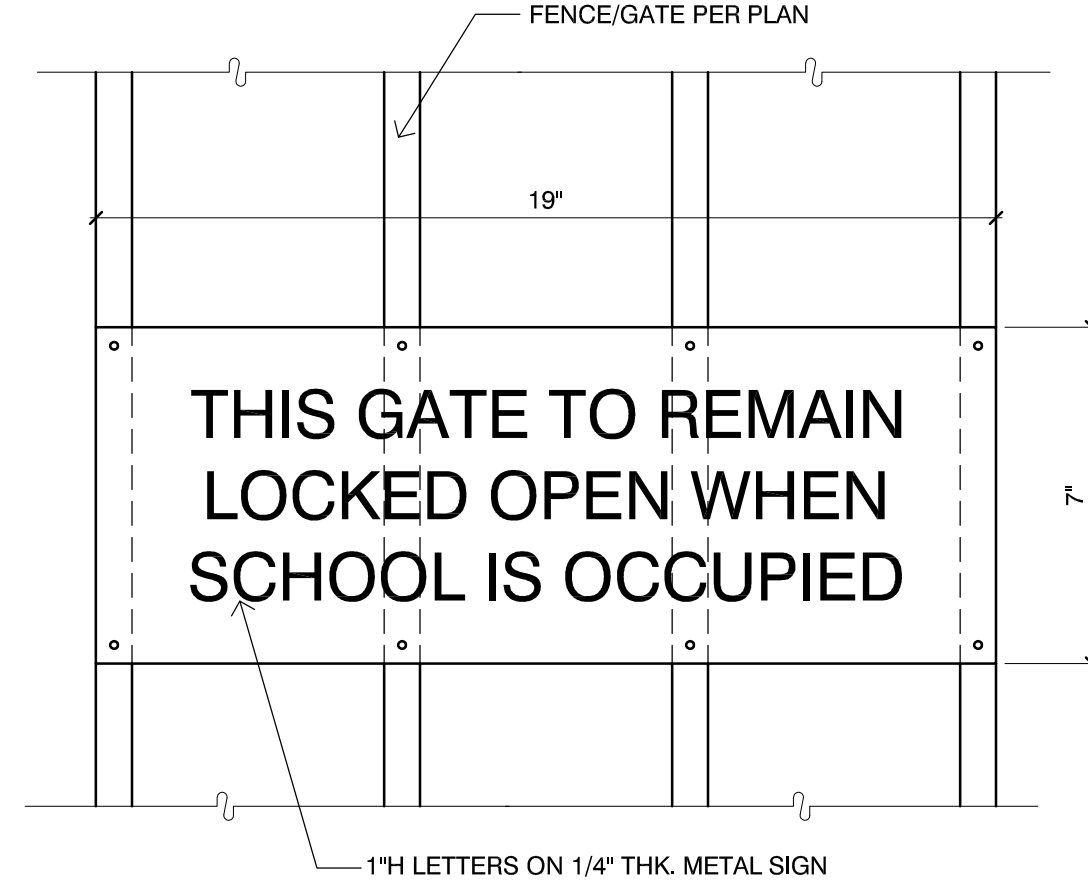 FENCE/GATE PER PLAN
19"
THIS GATE TO REMAIN
LOCKED OPEN WHEN
SCHOOL IS OCCUPIED
7"
1"H LETTERS ON 1/4" THK. METAL SIGN